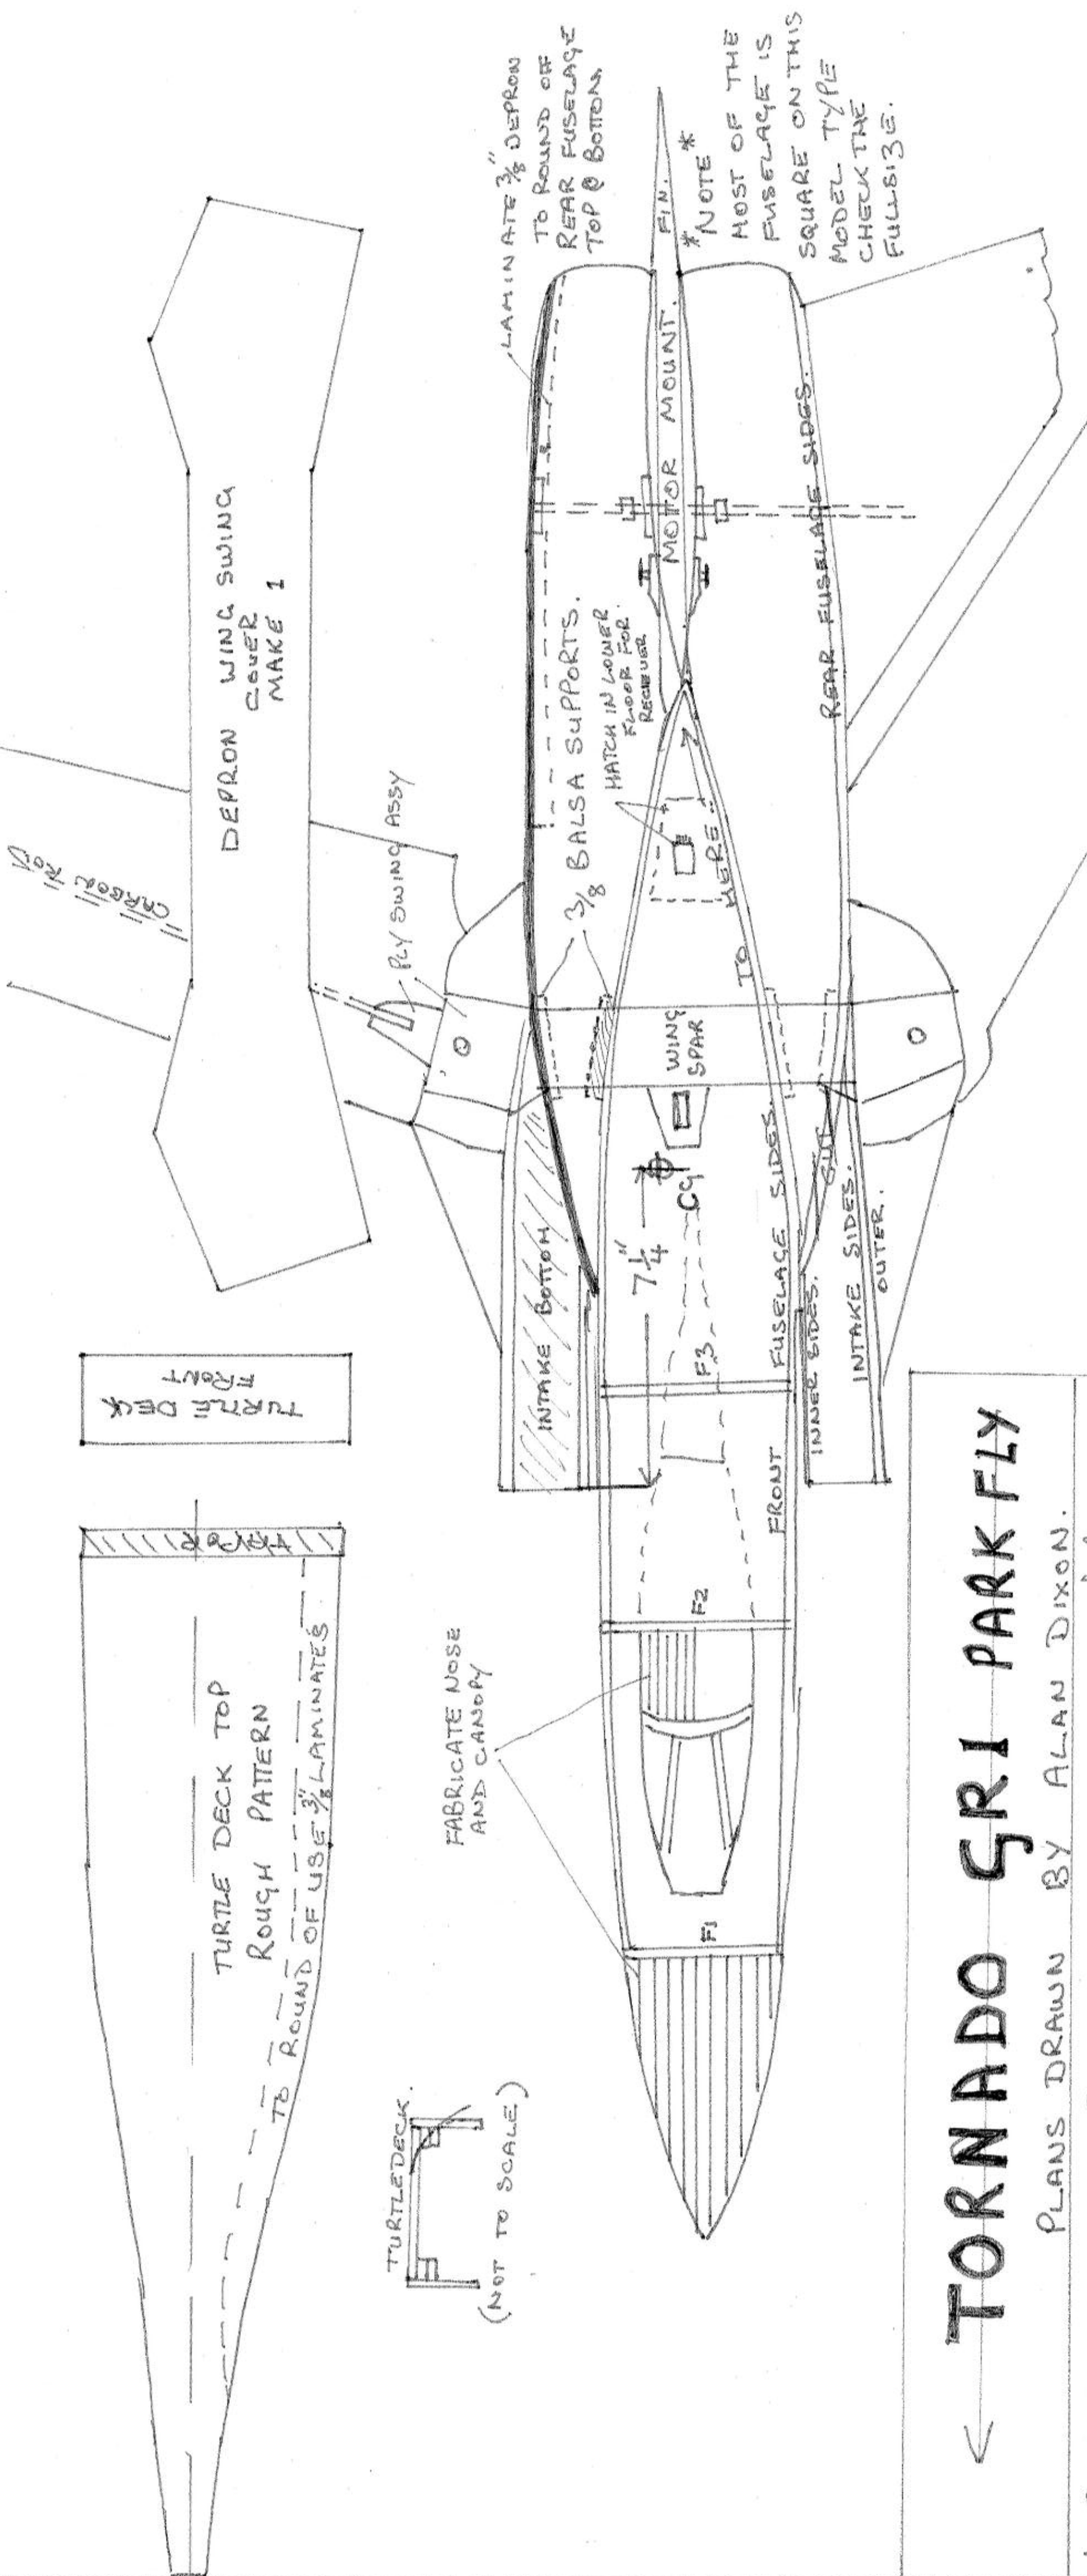 LAMINATE 3/8" DEPRON
TO ROUND OFF
REAR FUSELAGE
TOP @ BOTTOM.
DEPRON WING SWING
COVER
MAKE 1
CARBON ROD
PLY SWING ASSY
FIN.
*NOTE*
MOST OF THE
FUSELAGE IS
SQUARE ON THIS
MODEL TYPE
CHECK THE
FULLSIZE.
MOTOR MOUNT.
3/8 BALSA SUPPORTS.
HATCH IN LOWER
FLOOR FOR
RECIEVER
REAR FUSELAGE SIDES.
TO HERE
WING
SPAR
INTAKE BOTTOM
7 1/4"
CG
F3
FRONT FUSELAGE SIDES.
INNER SIDES.
CUT
INTAKE SIDES.
OUTER.
TURTLE DECK
FRONT
TURTLE DECK TOP
ROUGH PATTERN
TO ROUND OF USE 3/8" LAMINATES
FABRICATE NOSE
AND CANOPY
F2
F1
TURTLEDECK.
(NOT TO SCALE)
TORNADO GR1 PARKFLY
PLANS DRAWN BY ALAN DIXON.